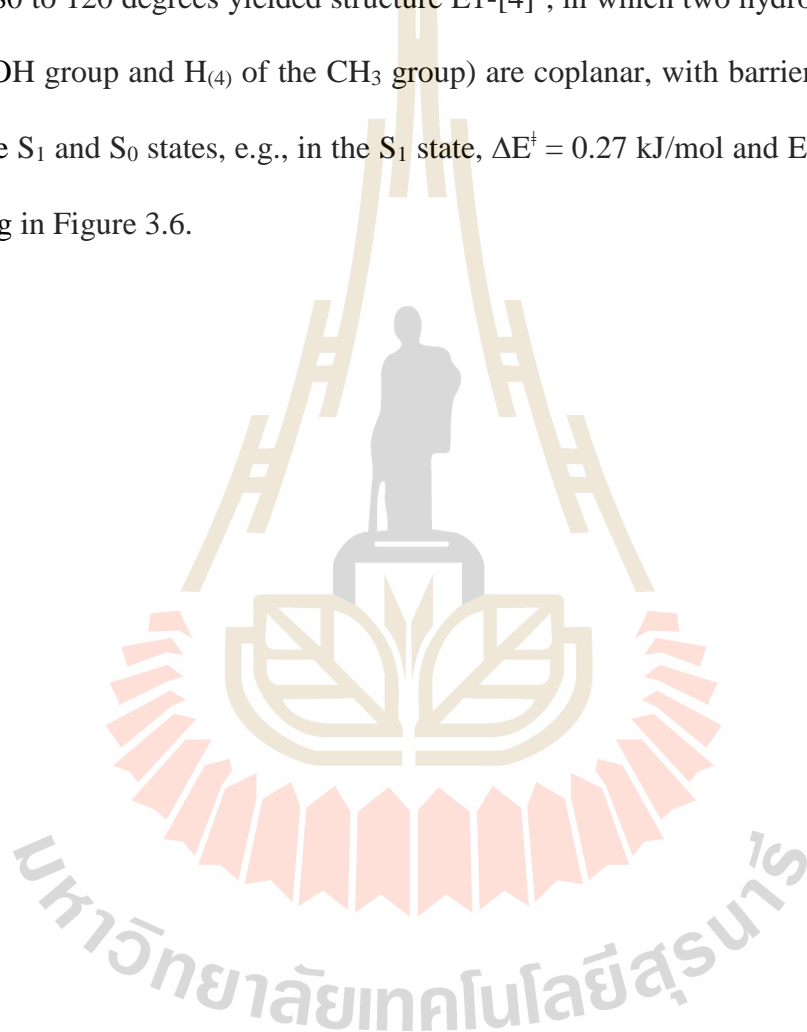 80 to 120 degrees yielded structure E1-[4]*, in which two hydro
OH group and H(4) of the CH3 group) are coplanar, with barrier
e S1 and S0 states, e.g., in the S1 state, ΔE‡ = 0.27 kJ/mol and E
g in Figure 3.6.
มหาวิทยาลัยเทคโนโลยีสุรนารี